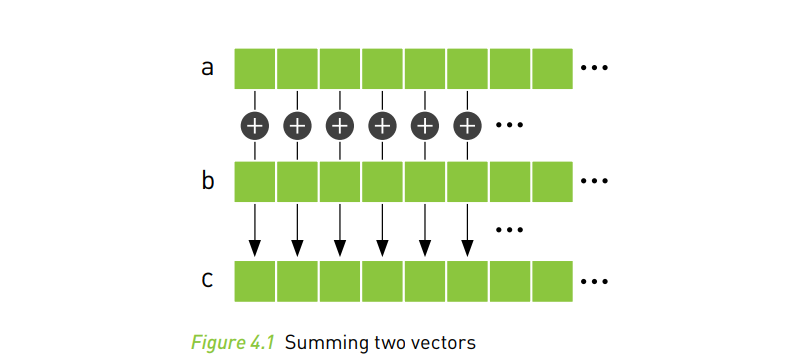 a •••
+ + + + + + •••
b •••
•••
c •••
Figure 4.1 Summing two vectors